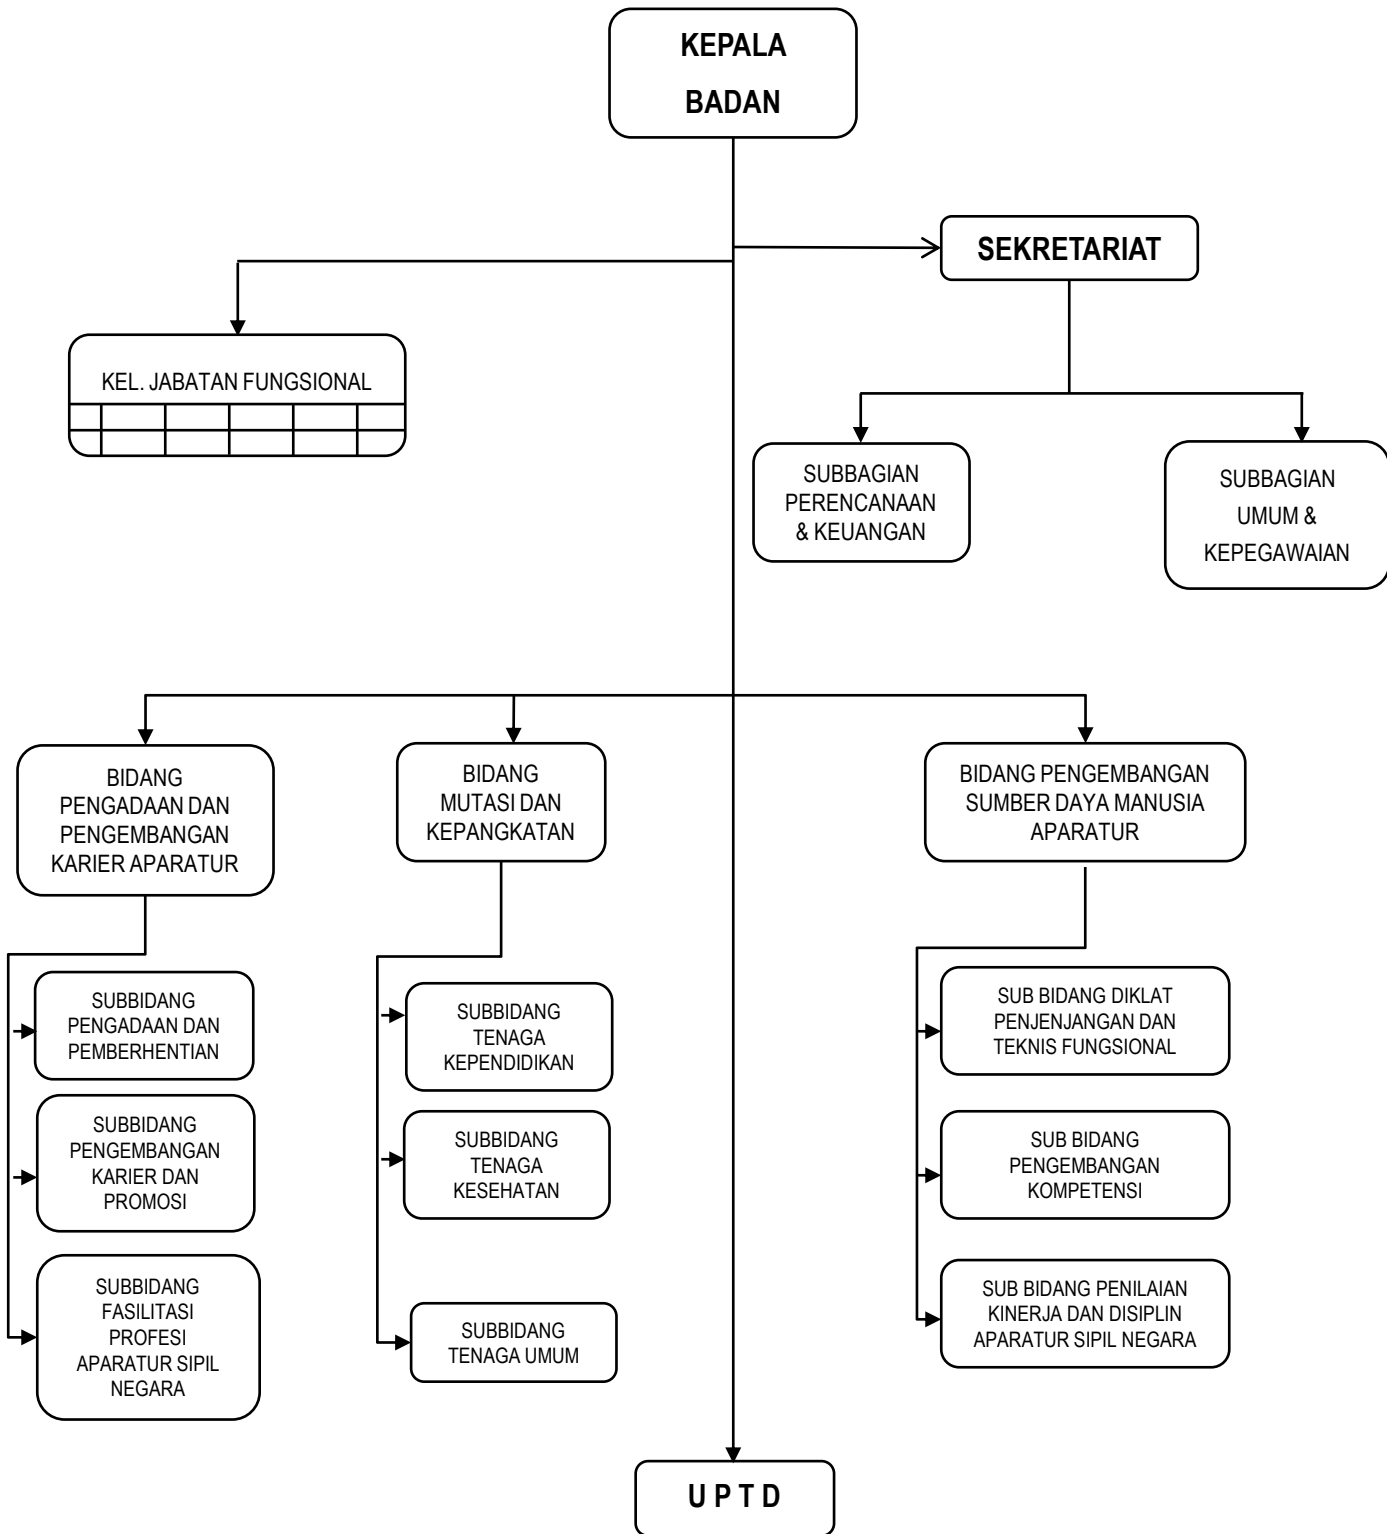 KEPALA
BADAN
SEKRETARIAT
KEL. JABATAN FUNGSIONAL
SUBBAGIAN
PERENCANAAN
& KEUANGAN
SUBBAGIAN
UMUM &
KEPEGAWAIAN
BIDANG
PENGADAAN DAN
PENGEMBANGAN
KARIER APARATUR
BIDANG
MUTASI DAN
KEPANGKATAN
BIDANG PENGEMBANGAN
SUMBER DAYA MANUSIA
APARATUR
SUBBIDANG
PENGADAAN DAN
PEMBERHENTIAN
SUBBIDANG
PENGEMBANGAN
KARIER DAN
PROMOSI
SUBBIDANG
FASILITASI
PROFESI
APARATUR SIPIL
NEGARA
SUBBIDANG
TENAGA
KEPENDIDIKAN
SUBBIDANG
TENAGA
KESEHATAN
SUBBIDANG
TENAGA UMUM
SUB BIDANG DIKLAT
PENJENJANGAN DAN
TEKNIS FUNGSIONAL
SUB BIDANG
PENGEMBANGAN
KOMPETENSI
SUB BIDANG PENILAIAN
KINERJA DAN DISIPLIN
APARATUR SIPIL NEGARA
U P T D